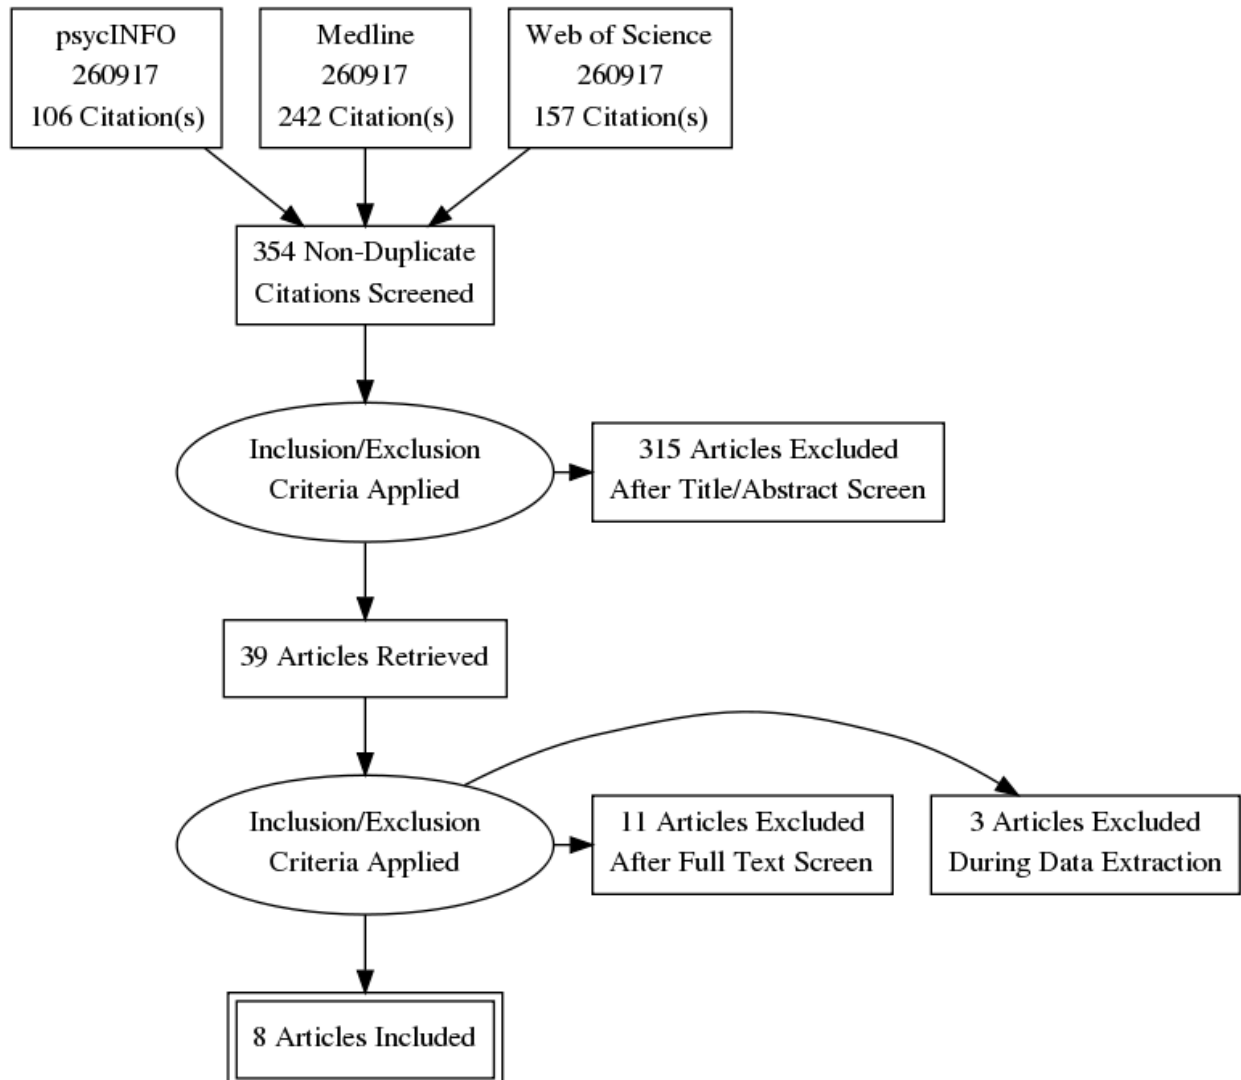 psycINFO
260917
106 Citation(s)
Medline
260917
242 Citation(s)
Web of Science
260917
157 Citation(s)
354 Non-Duplicate
Citations Screened
Inclusion/Exclusion
Criteria Applied
315 Articles Excluded
After Title/Abstract Screen
39 Articles Retrieved
Inclusion/Exclusion
Criteria Applied
11 Articles Excluded
After Full Text Screen
3 Articles Excluded
During Data Extraction
8 Articles Included